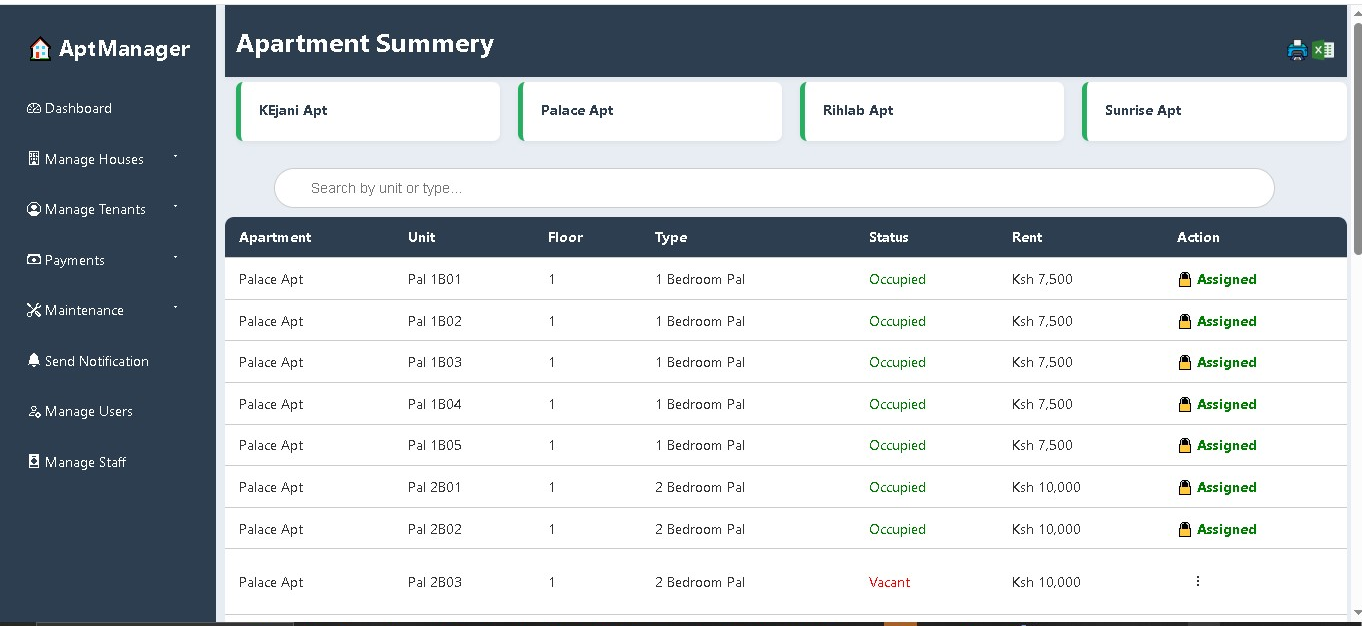 AptManager
Dashboard
Manage Houses
Manage Tenants
Payments
Maintenance
Send Notification
Manage Users
Manage Staff
Apartment Summery
KEjani Apt Palace Apt Rihlab Apt Sunrise Apt
Search by unit or type...
Apartment Unit Floor Type Status Rent Action
Palace Apt Pal 1B01 1 1 Bedroom Pal Occupied Ksh 7,500 Assigned
Palace Apt Pal 1B02 1 1 Bedroom Pal Occupied Ksh 7,500 Assigned
Palace Apt Pal 1B03 1 1 Bedroom Pal Occupied Ksh 7,500 Assigned
Palace Apt Pal 1B04 1 1 Bedroom Pal Occupied Ksh 7,500 Assigned
Palace Apt Pal 1B05 1 1 Bedroom Pal Occupied Ksh 7,500 Assigned
Palace Apt Pal 2B01 1 2 Bedroom Pal Occupied Ksh 10,000 Assigned
Palace Apt Pal 2B02 1 2 Bedroom Pal Occupied Ksh 10,000 Assigned
Palace Apt Pal 2B03 1 2 Bedroom Pal Vacant Ksh 10,000